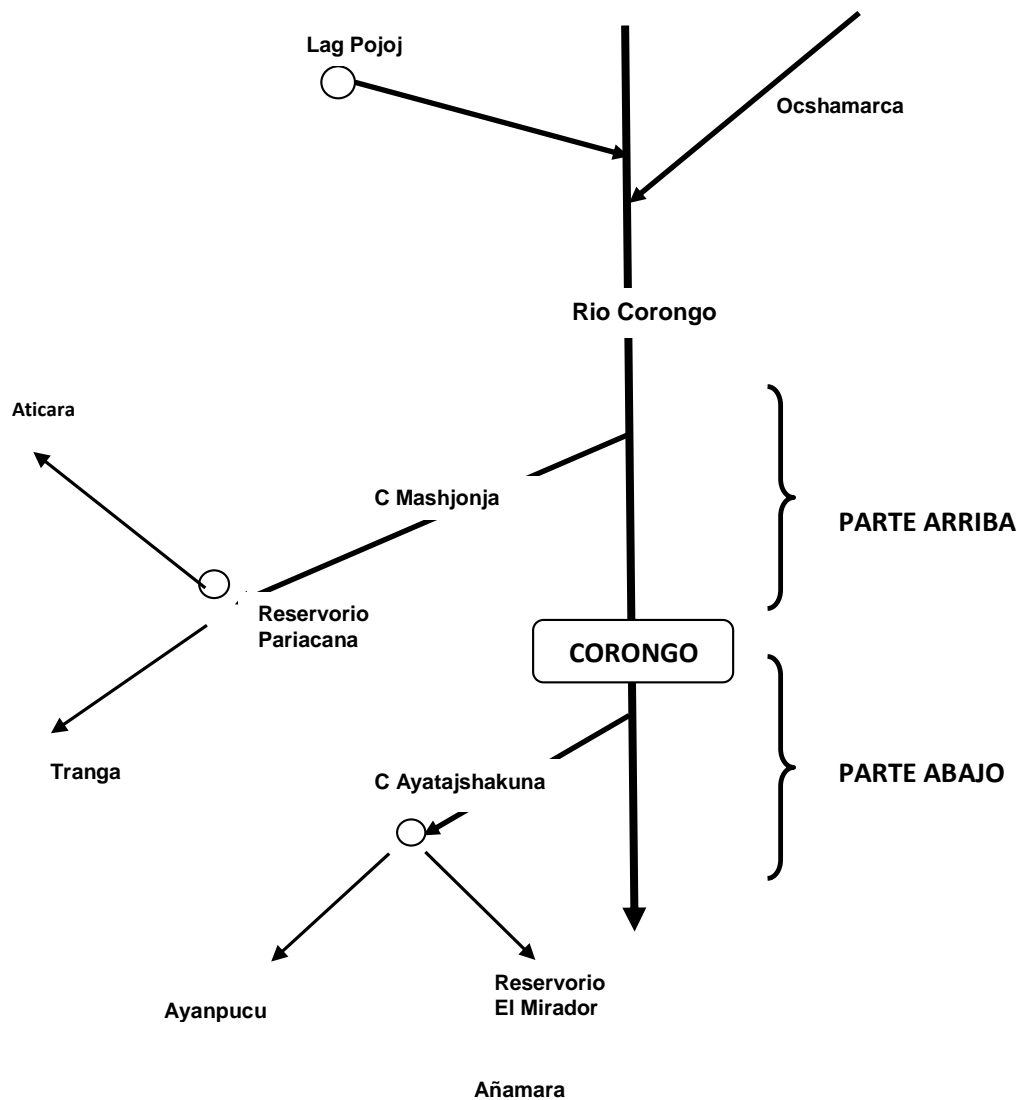 Lag Pojoj
Ocshamarca
Rio Corongo
Aticara
C Mashjonja
PARTE ARRIBA
Reservorio
Pariacana
CORONGO
Tranga
C Ayatajshakuna
PARTE ABAJO
Reservorio
El Mirador
Ayanpucu
Añamara